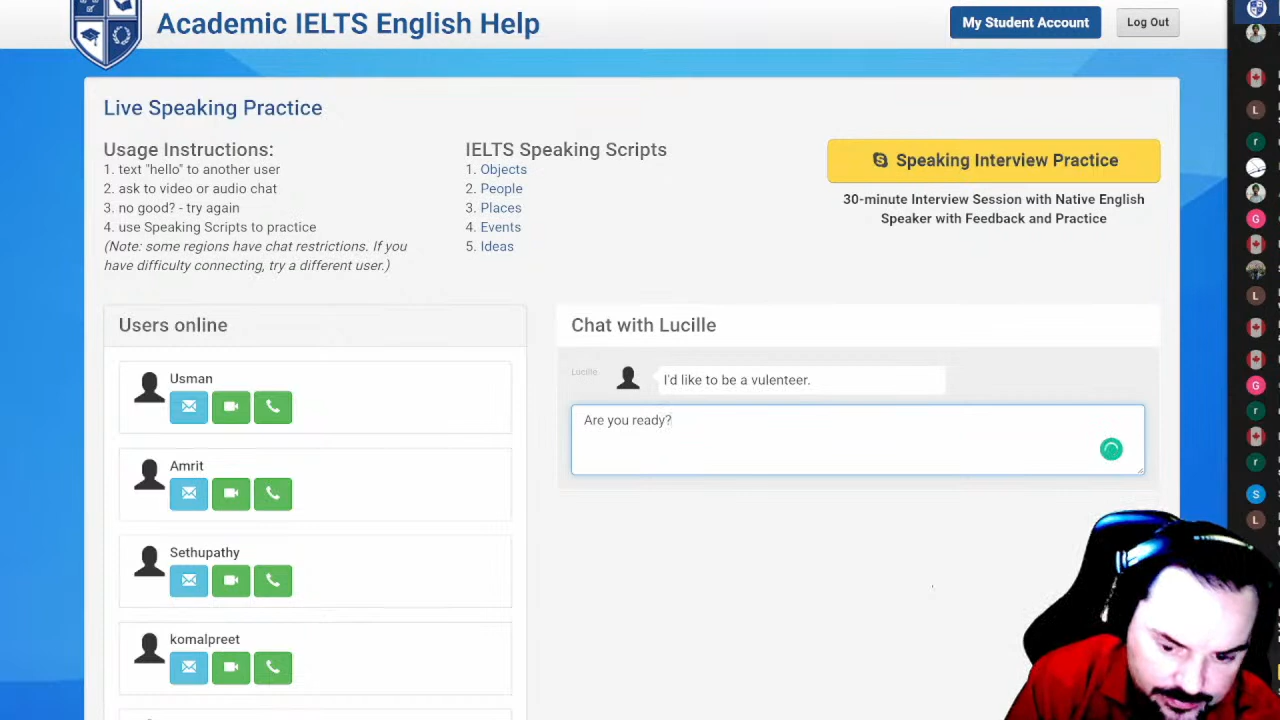 Academic IELTS English Help
My Student Account
Log Out
Live Speaking Practice
Usage Instructions:
1. text "hello" to another user
2. ask to video or audio chat
3. no good? - try again
4. use Speaking Scripts to practice
(Note: some regions have chat restrictions. If you
have difficulty connecting, try a different user.)
IELTS Speaking Scripts
1. Objects
2. People
3. Places
4. Events
5. Ideas
Speaking Interview Practice
30-minute Interview Session with Native English
Speaker with Feedback and Practice
Users online
Usman
Amrit
Sethupathy
komalpreet
Chat with Lucille
Lucille
I'd like to be a vulenteer.
Are you ready?
L
r
G
L
G
r
r
S
L